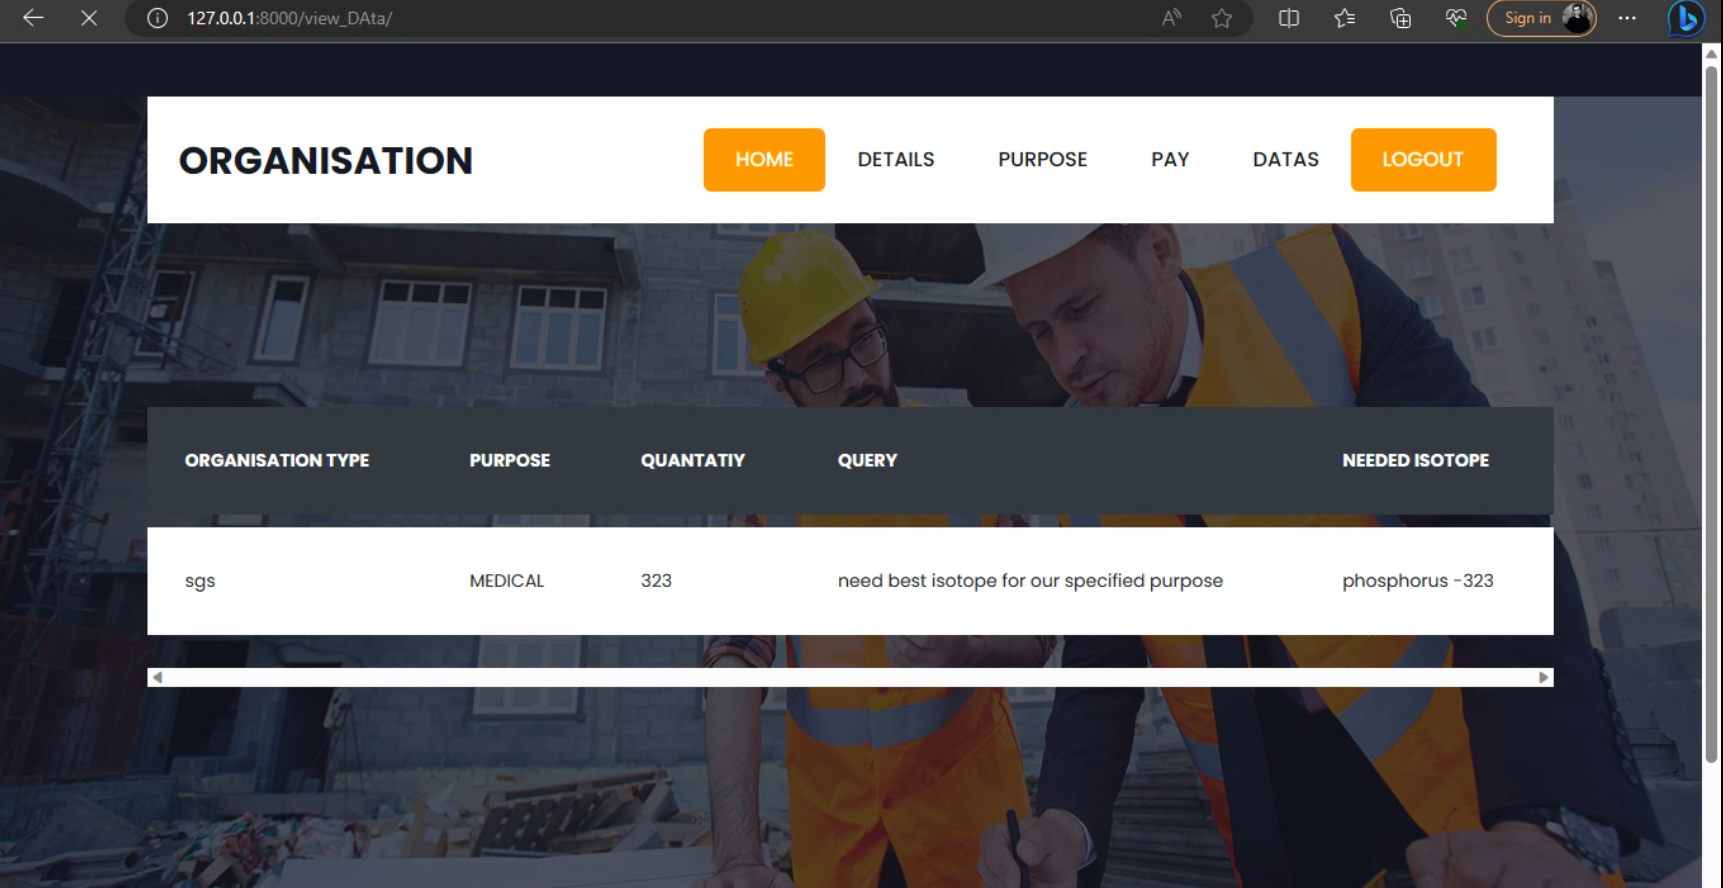 127.0.0.1:8000/view_DAta/
Sign in
ORGANISATION
HOME DETAILS PURPOSE PAY DATAS LOGOUT
ORGANISATION TYPE PURPOSE QUANTATIY QUERY NEEDED ISOTOPE
sgs MEDICAL 323 need best isotope for our specified purpose phosphorus -323